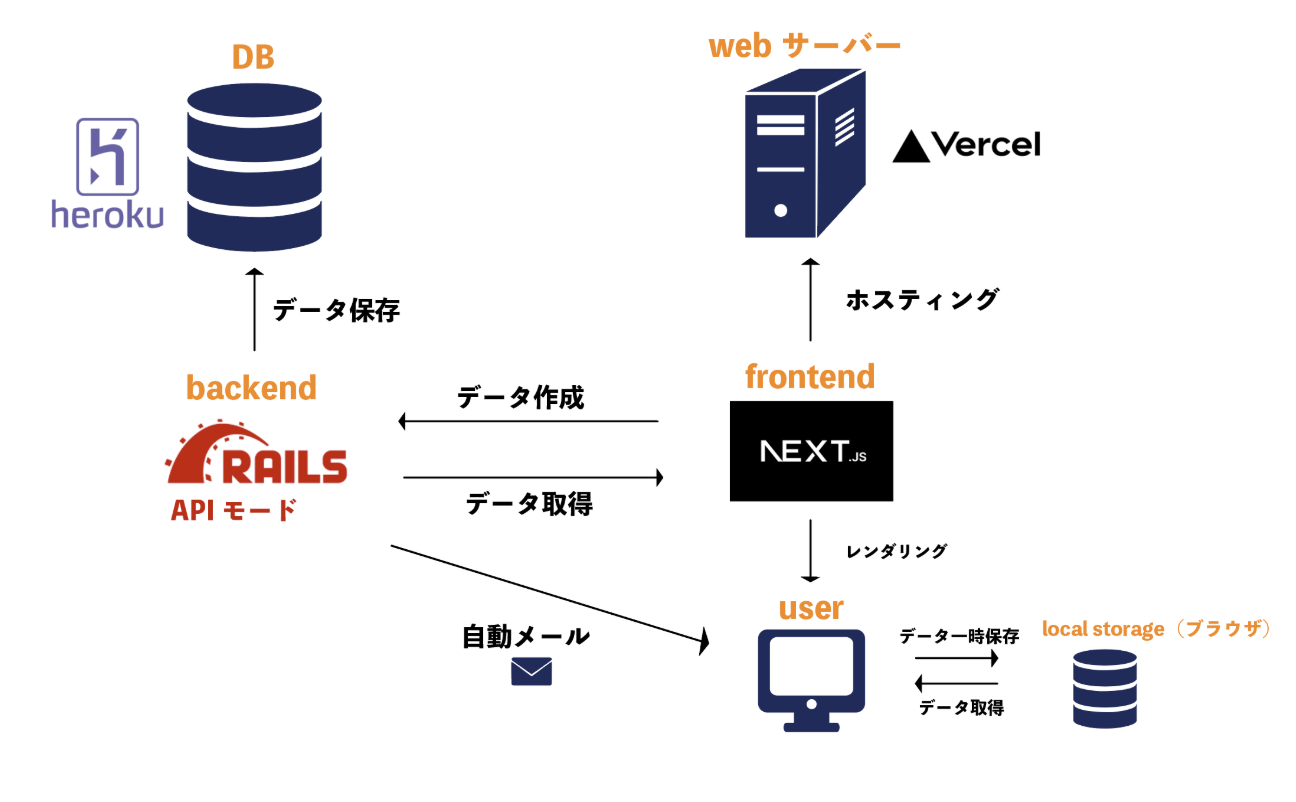 DB
web サーバー
heroku
Vercel
データ保存
ホスティング
backend
frontend
データ作成
RAILS
API モード
NEXT.JS
データ取得
レンダリング
user
自動メール
データ一時保存
local storage（ブラウザ）
データ取得